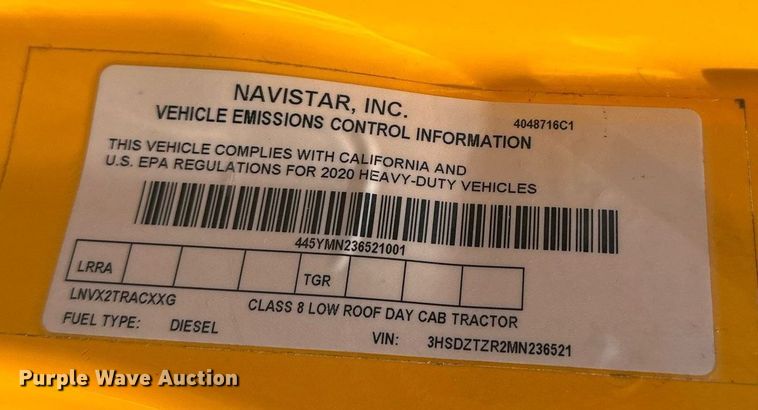 NAVISTAR, INC.
4048716C1
VEHICLE EMISSIONS CONTROL INFORMATION
THIS VEHICLE COMPLIES WITH CALIFORNIA AND
U.S. EPA REGULATIONS FOR 2020 HEAVY-DUTY VEHICLES
445YMN236521001
LRRA TGR
LNVX2TRACXXG CLASS 8 LOW ROOF DAY CAB TRACTOR
FUEL TYPE: DIESEL VIN: 3HSDZTZR2MN236521
Purple Wave Auction